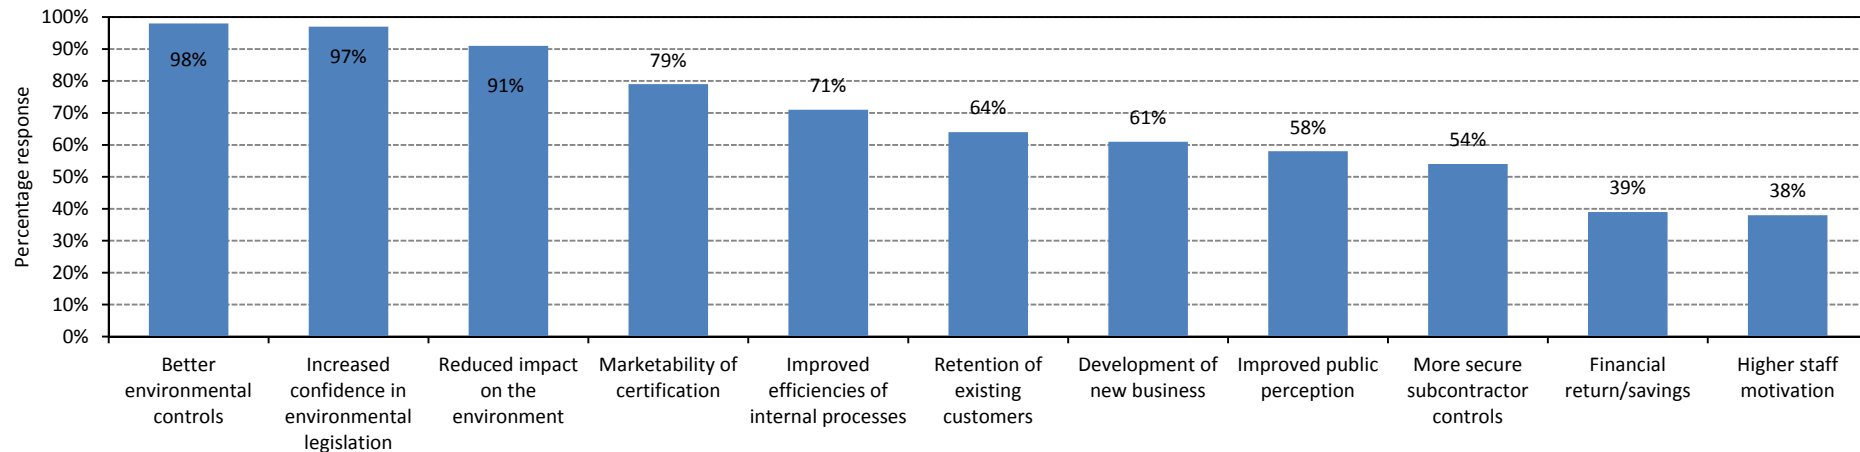 100%
90%
80%
70%
60%
50%
40%
30%
20%
10%
0%
Percentage response
98%
97%
91%
79%
71%
64%
61%
58%
54%
39%
38%
Better
environmental
controls
Increased
confidence in
environmental
legislation
Reduced impact
on the
environment
Marketability of
certification
Improved
efficiencies of
internal processes
Retention of
existing
customers
Development of
new business
Improved public
perception
More secure
subcontractor
controls
Financial
return/savings
Higher staff
motivation